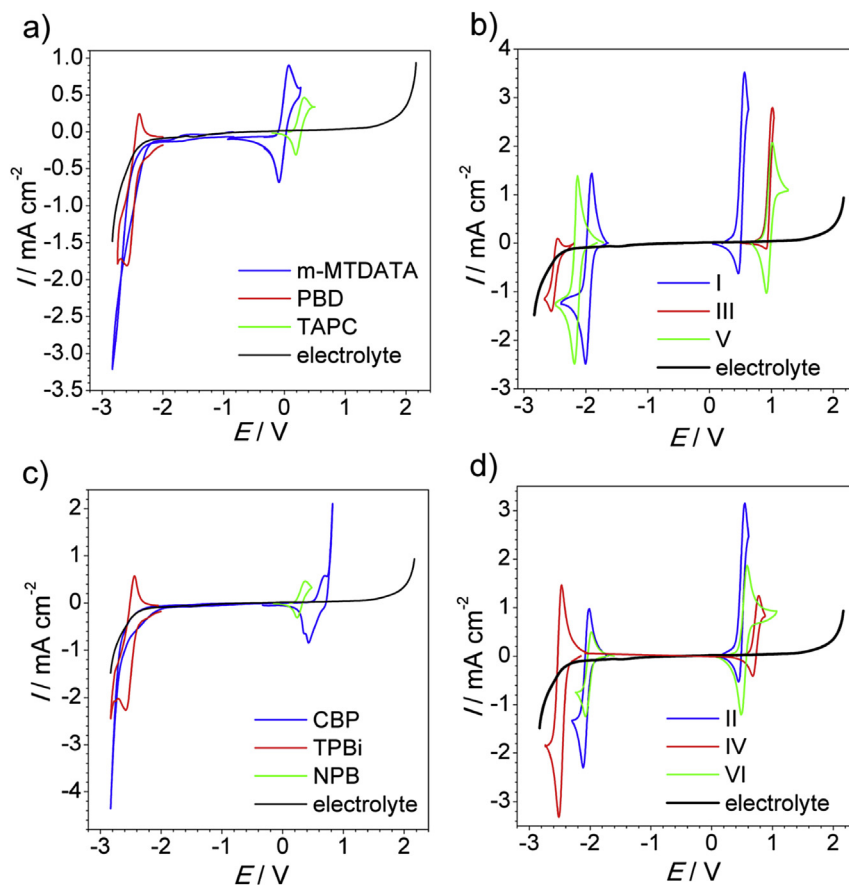 a)
1.0
0.5
0.0
-0.5
-1.0
-1.5
-2.0
-2.5
-3.0
-3.5
I / mA cm⁻²
m-MTDATA
PBD
TAPC
electrolyte
-3 -2 -1 0 1 2
E / V
b)
4
3
2
1
0
-1
-2
-3
I / mA cm⁻²
I
III
V
electrolyte
-3 -2 -1 0 1 2
E / V
c)
2
1
0
-1
-2
-3
-4
I / mA cm⁻²
CBP
TPBi
NPB
electrolyte
-3 -2 -1 0 1 2
E / V
d)
3
2
1
0
-1
-2
-3
I / mA cm⁻²
II
IV
VI
electrolyte
-3 -2 -1 0 1 2
E / V